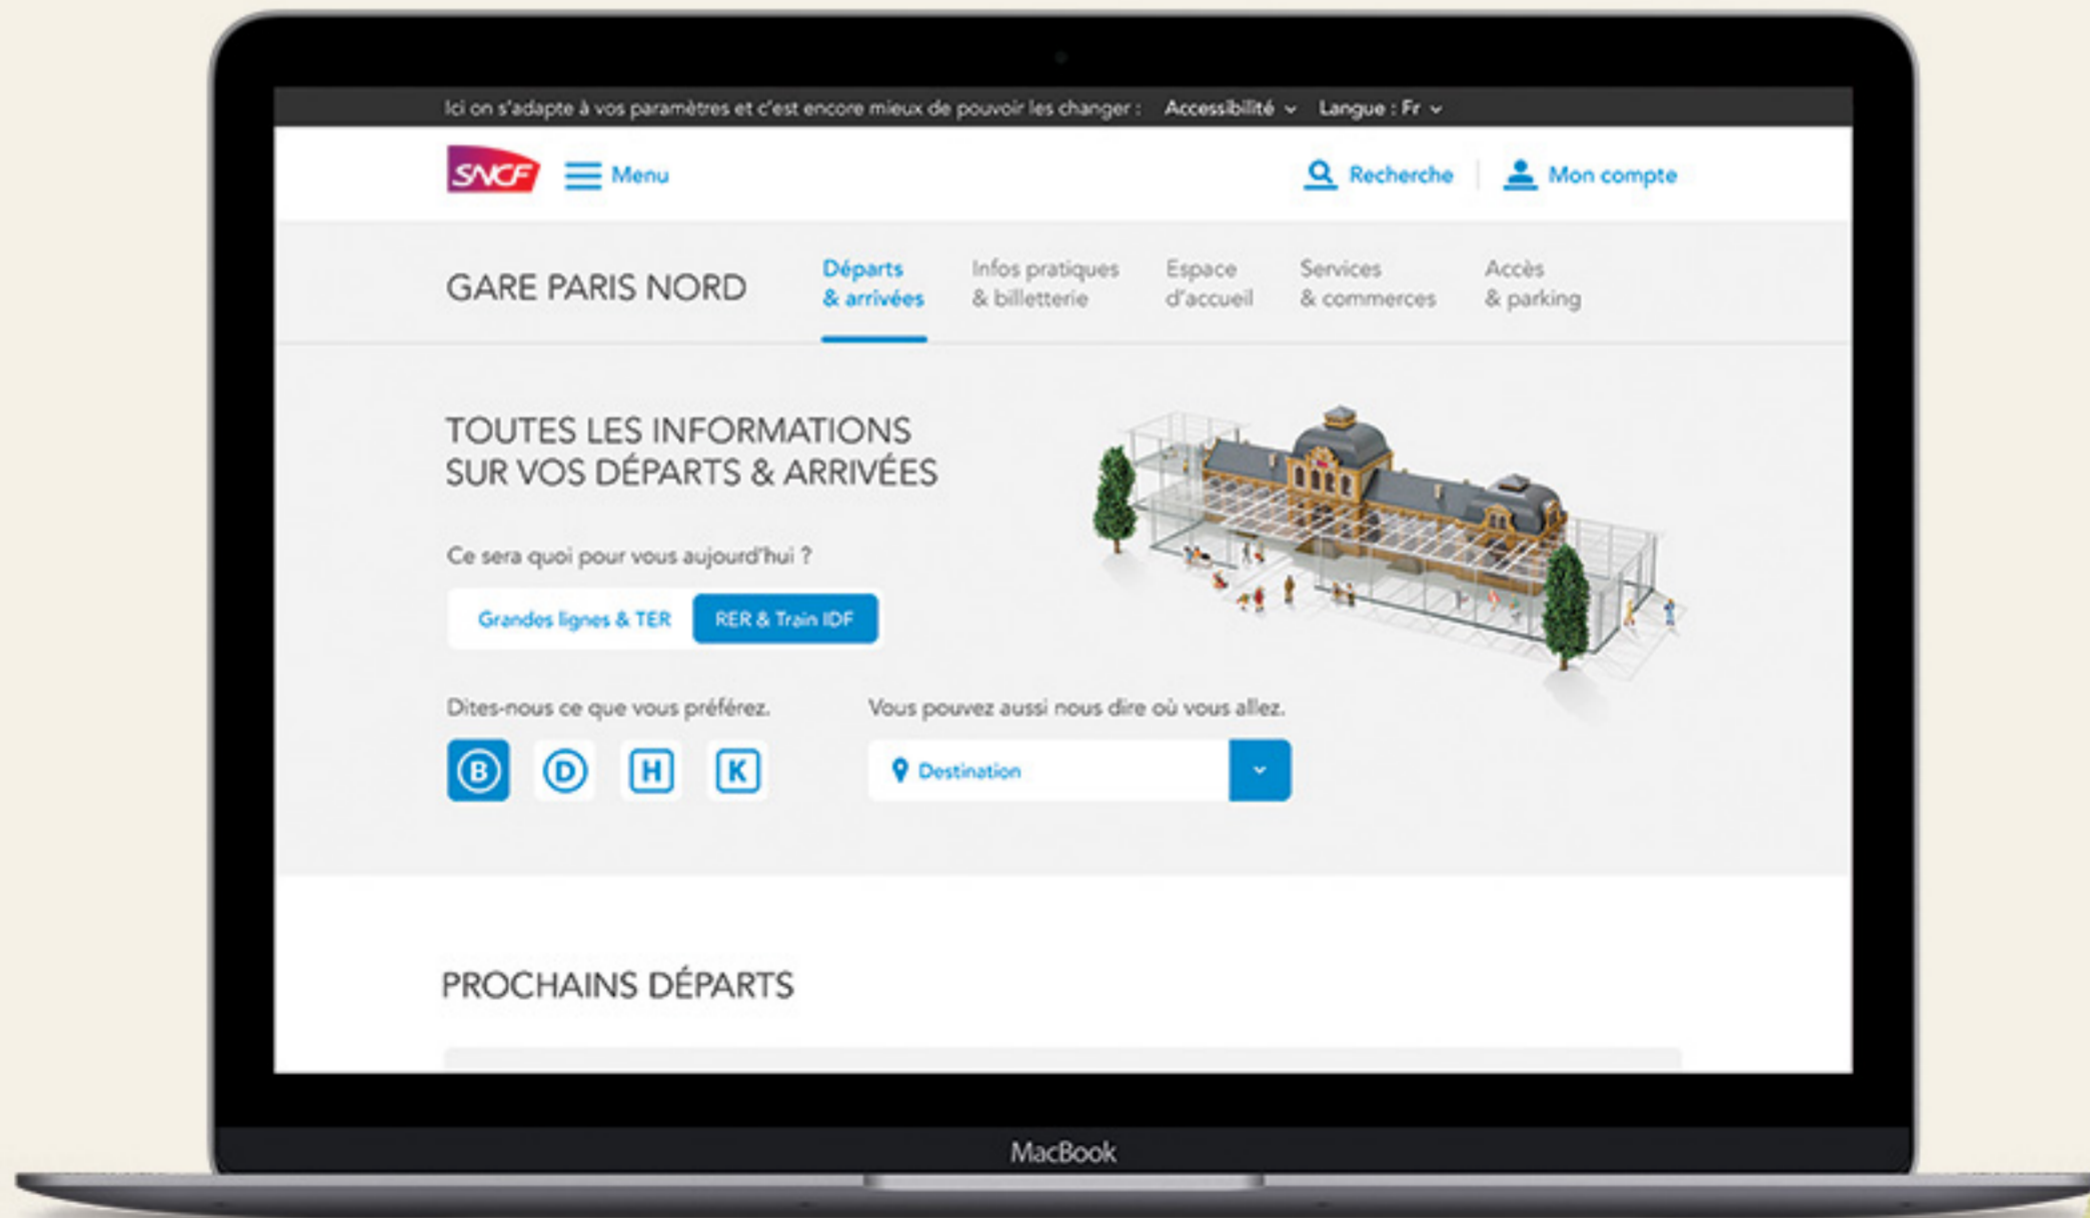 Ici on s'adapte à vos paramètres et c'est encore mieux de pouvoir les changer : Accessibilité Langue : Fr
SNCF Menu Recherche Mon compte
GARE PARIS NORD
Départs
& arrivées
Infos pratiques
& billetterie
Espace
d'accueil
Services
& commerces
Accès
& parking
TOUTES LES INFORMATIONS
SUR VOS DÉPARTS & ARRIVÉES
Ce sera quoi pour vous aujourd'hui ?
Grandes lignes & TER RER & Train IDF
Dites-nous ce que vous préférez.
B D H K
Vous pouvez aussi nous dire où vous allez.
Destination
PROCHAINS DÉPARTS
MacBook